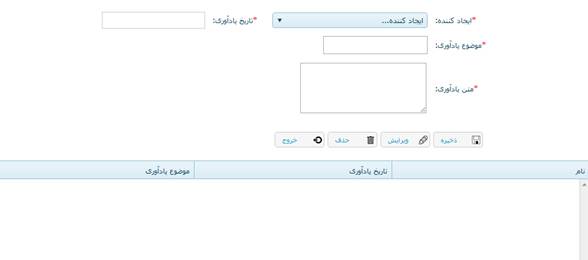 *ایجاد کننده: ایجاد کننده... *تاریخ یادآوری:
*موضوع یادآوری:
*متن یادآوری:
ذخیره ویرایش حذف خروج
نام تاریخ یادآوری موضوع یادآوری